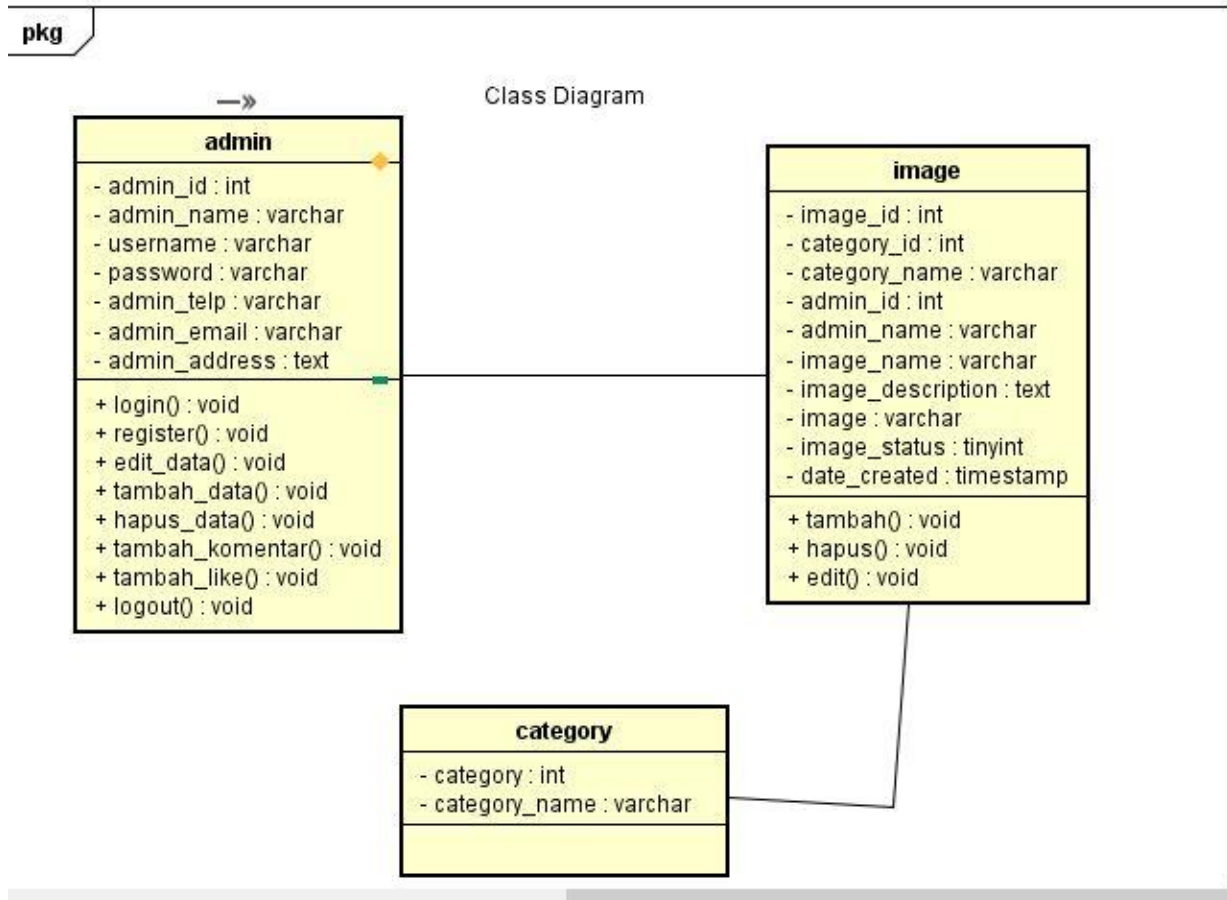 pkg
Class Diagram
admin
- admin_id : int
- admin_name : varchar
- username : varchar
- password : varchar
- admin_telp : varchar
- admin_email : varchar
- admin_address : text
+ login() : void
+ register() : void
+ edit_data() : void
+ tambah_data() : void
+ hapus_data() : void
+ tambah_komentar() : void
+ tambah_like() : void
+ logout() : void
image
- image_id : int
- category_id : int
- category_name : varchar
- admin_id : int
- admin_name : varchar
- image_name : varchar
- image_description : text
- image : varchar
- image_status : tinyint
- date_created : timestamp
+ tambah() : void
+ hapus() : void
+ edit() : void
category
- category : int
- category_name : varchar